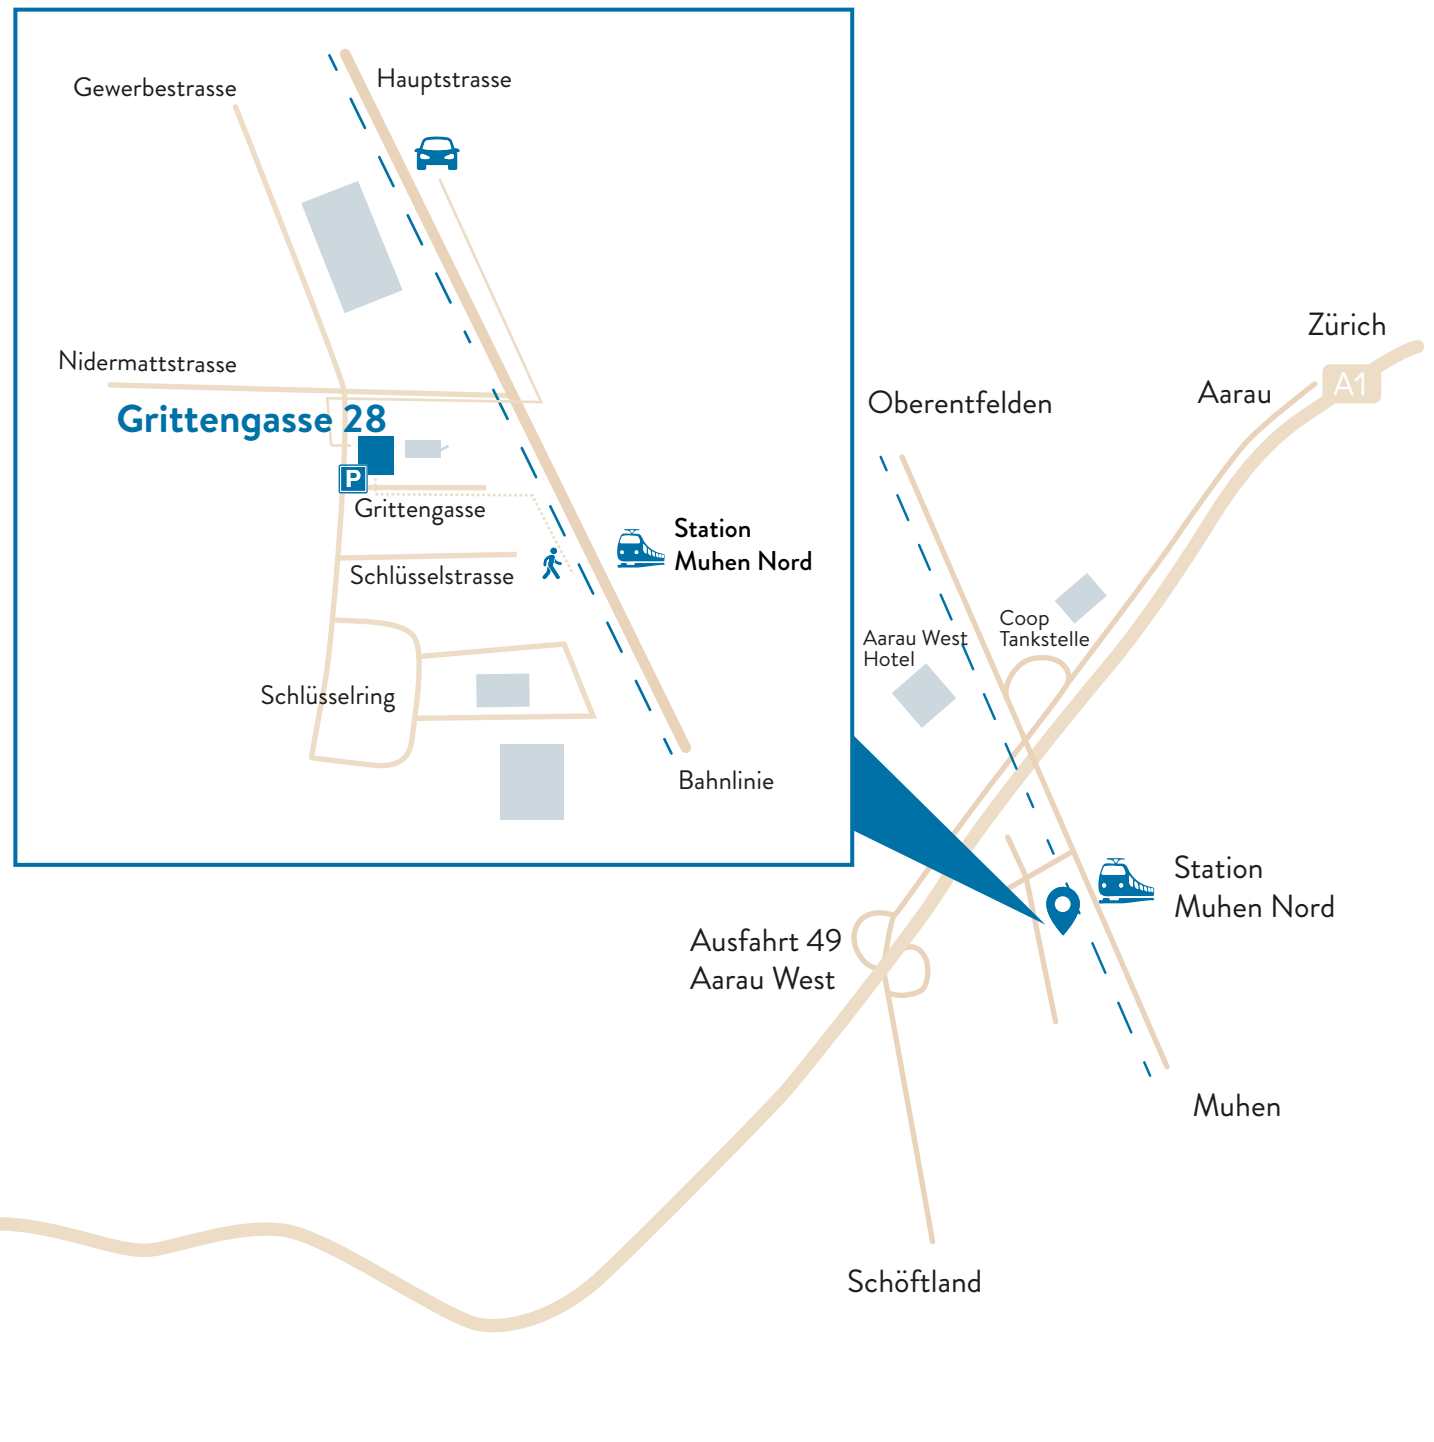 Hauptstrasse
Gewerbestrasse
Nidermattstrasse
Grittengasse 28
P
Grittengasse
Station
Muhen Nord
Schlüsselstrasse
Schlüsselring
Bahnlinie
Zürich
A1
Aarau
Oberentfelden
Coop
Tankstelle
Aarau West
Hotel
Station
Muhen Nord
Ausfahrt 49
Aarau West
Muhen
Schöftland